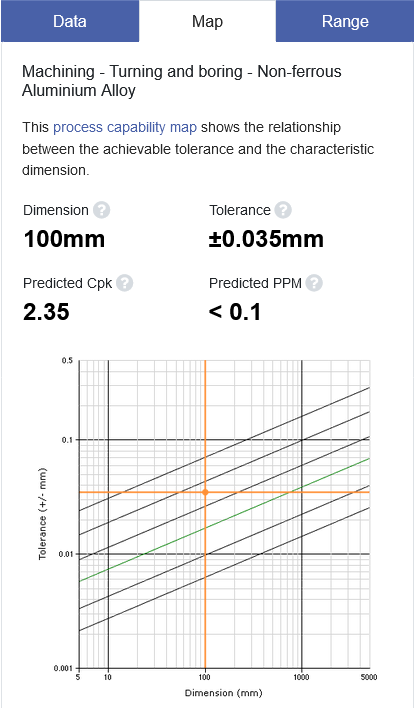 Data Map Range
Machining - Turning and boring - Non-ferrous
Aluminium Alloy
This process capability map shows the relationship
between the achievable tolerance and the characteristic
dimension.
Dimension ? Tolerance ?
100mm ±0.035mm
Predicted Cpk ? Predicted PPM ?
2.35 < 0.1
0.5
0.1
Tolerance (+/- mm)
0.01
0.001
5 10 100 1000 5000
Dimension (mm)